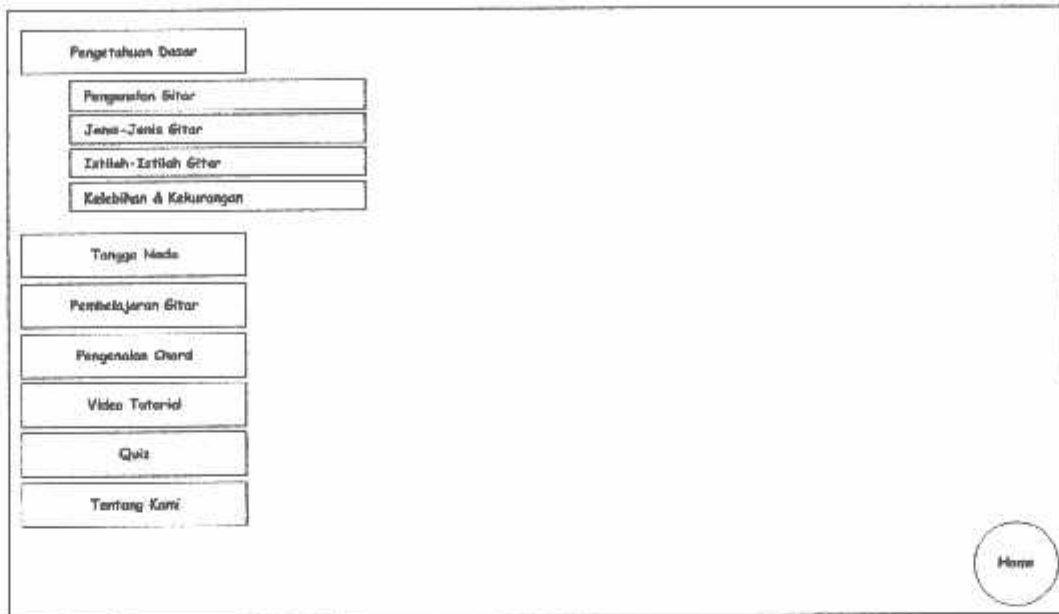 Pengetahuan Dasar
Pengenalan Gitar
Jenis-Jenis Gitar
Istilah-Istilah Gitar
Kelebihan & Kekurangan
Tangga Nada
Pembelajaran Gitar
Pengenalan Chord
Video Tutorial
Quiz
Tentang Kami
Home